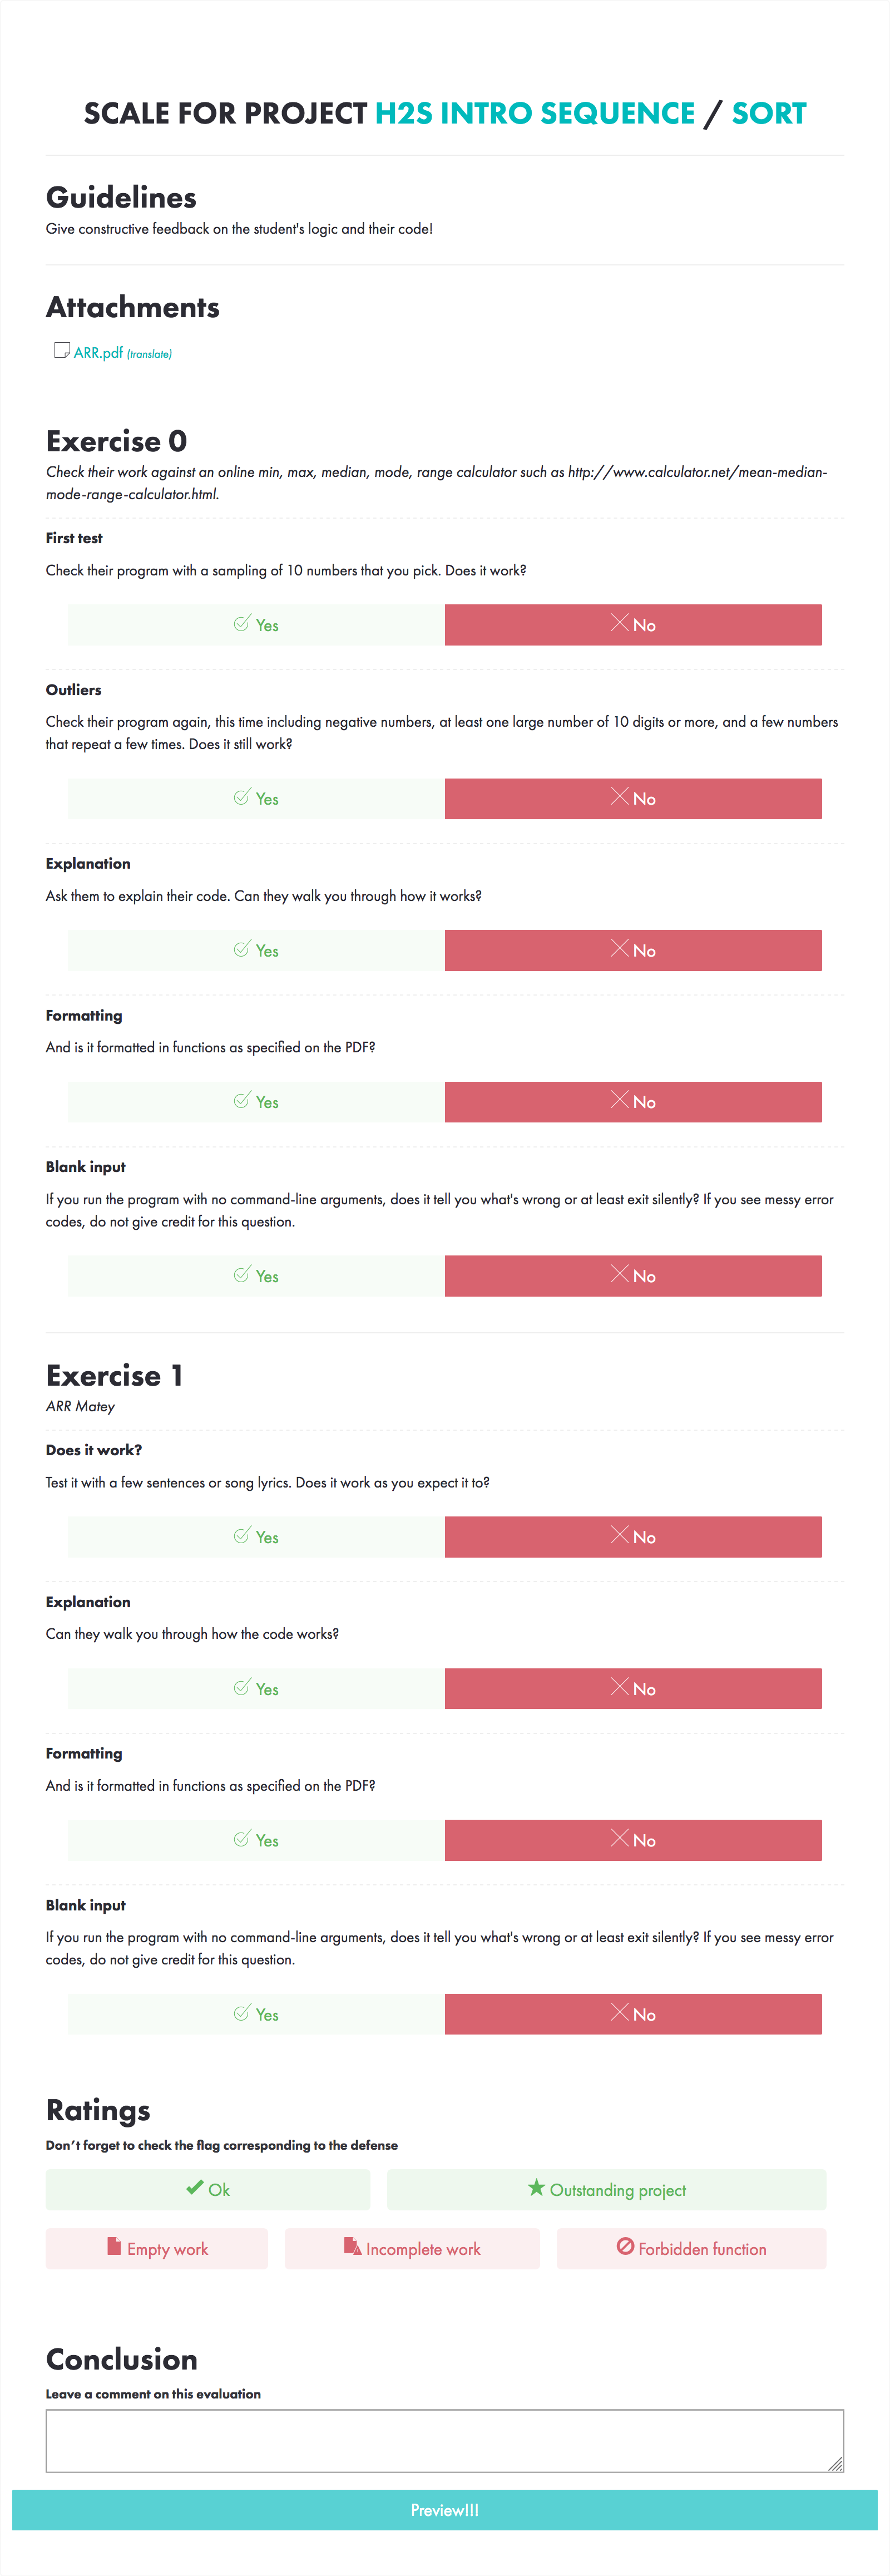 SCALE FOR PROJECT H2S INTRO SEQUENCE / SORT
Guidelines
Give constructive feedback on the student's logic and their code!
Attachments
ARR.pdf (translate)
Exercise 0
Check their work against an online min, max, median, mode, range calculator such as http://www.calculator.net/mean-median-
mode-range-calculator.html.
First test
Check their program with a sampling of 10 numbers that you pick. Does it work?
Yes No
Outliers
Check their program again, this time including negative numbers, at least one large number of 10 digits or more, and a few numbers
that repeat a few times. Does it still work?
Yes No
Explanation
Ask them to explain their code. Can they walk you through how it works?
Yes No
Formatting
And is it formatted in functions as specified on the PDF?
Yes No
Blank input
If you run the program with no command-line arguments, does it tell you what's wrong or at least exit silently? If you see messy error
codes, do not give credit for this question.
Yes No
Exercise 1
ARR Matey
Does it work?
Test it with a few sentences or song lyrics. Does it work as you expect it to?
Yes No
Explanation
Can they walk you through how the code works?
Yes No
Formatting
And is it formatted in functions as specified on the PDF?
Yes No
Blank input
If you run the program with no command-line arguments, does it tell you what's wrong or at least exit silently? If you see messy error
codes, do not give credit for this question.
Yes No
Ratings
Don’t forget to check the flag corresponding to the defense
Ok Outstanding project
Empty work Incomplete work Forbidden function
Conclusion
Leave a comment on this evaluation
Preview!!!